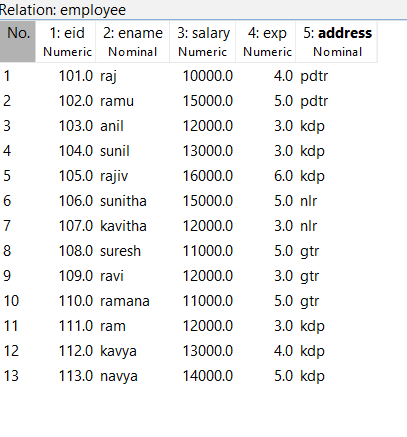 Relation: employee
No. 1: eid 2: ename 3: salary 4: exp 5: address
Numeric Nominal Numeric Numeric Nominal
1 101.0 raj 10000.0 4.0 pdtr
2 102.0 ramu 15000.0 5.0 pdtr
3 103.0 anil 12000.0 3.0 kdp
4 104.0 sunil 13000.0 3.0 kdp
5 105.0 rajiv 16000.0 6.0 kdp
6 106.0 sunitha 15000.0 5.0 nlr
7 107.0 kavitha 12000.0 3.0 nlr
8 108.0 suresh 11000.0 5.0 gtr
9 109.0 ravi 12000.0 3.0 gtr
10 110.0 ramana 11000.0 5.0 gtr
11 111.0 ram 12000.0 3.0 kdp
12 112.0 kavya 13000.0 4.0 kdp
13 113.0 navya 14000.0 5.0 kdp